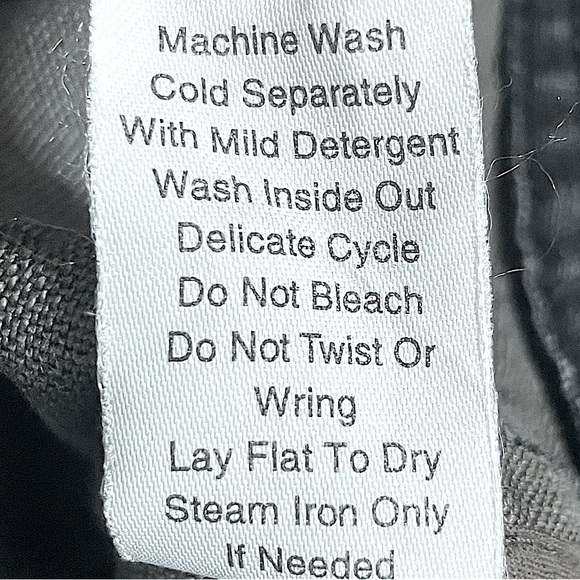 Machine Wash
Cold Separately
With Mild Detergent
Wash Inside Out
Delicate Cycle
Do Not Bleach
Do Not Twist Or
Wring
Lay Flat To Dry
Steam Iron Only
If Needed